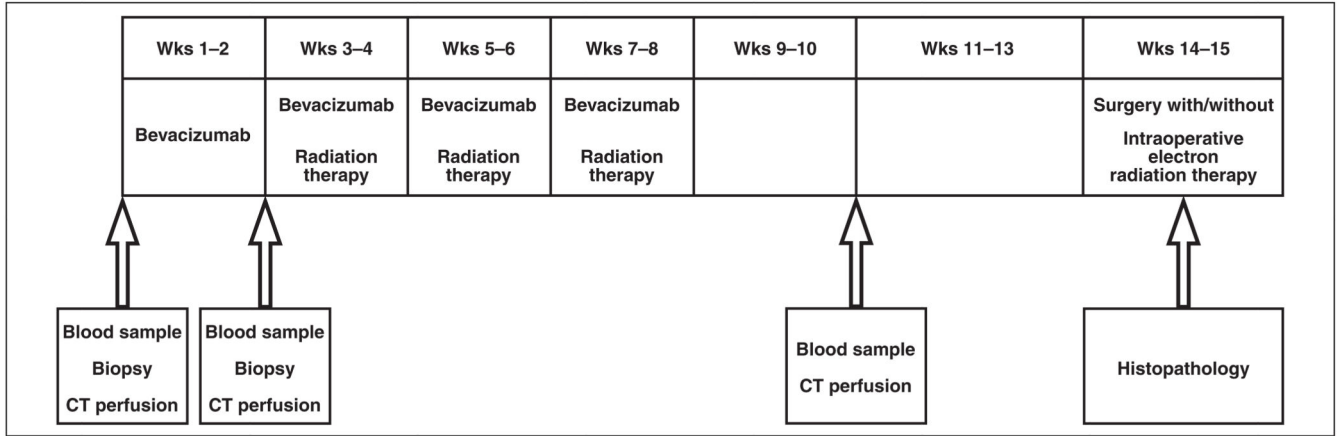 Wks 1–2
Wks 3–4
Wks 5–6
Wks 7–8
Wks 9–10
Wks 11–13
Wks 14–15
Bevacizumab
Bevacizumab
Radiation
therapy
Bevacizumab
Radiation
therapy
Bevacizumab
Radiation
therapy
Surgery with/without
Intraoperative
electron
radiation therapy
Blood sample
Biopsy
CT perfusion
Blood sample
Biopsy
CT perfusion
Blood sample
CT perfusion
Histopathology